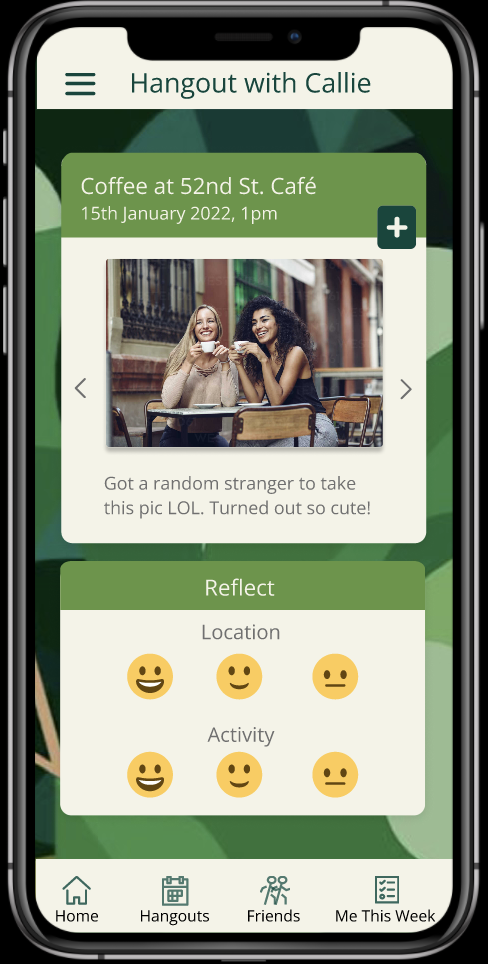 Hangout with Callie
Coffee at 52nd St. Café
15th January 2022, 1pm
Got a random stranger to take
this pic LOL. Turned out so cute!
Reflect
Location
Activity
Home
Hangouts
Friends
Me This Week